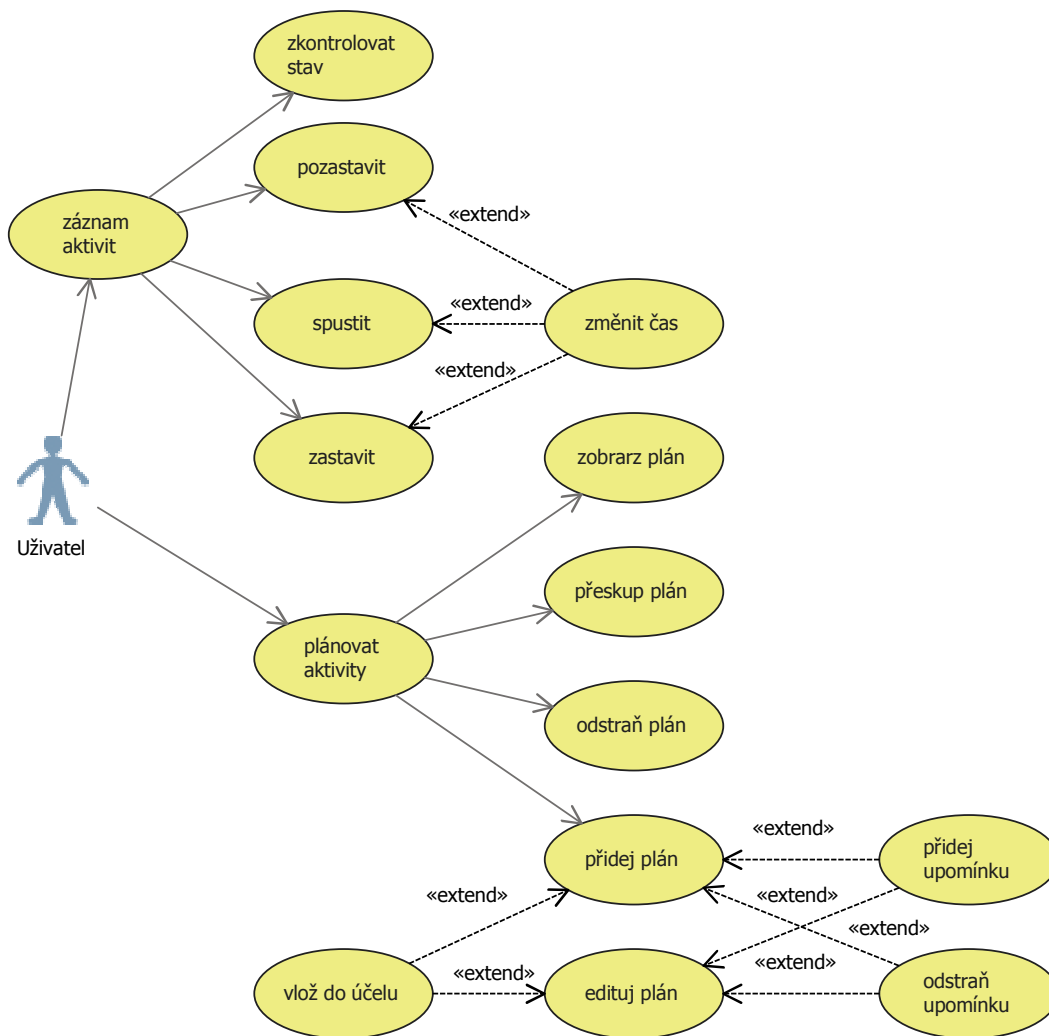 zkontrolovat
stav
pozastavit
«extend»
záznam
aktivit
«extend»
spustit
změnit čas
«extend»
zastavit
zobrarz plán
Uživatel
přeskup plán
plánovat
aktivity
odstraň plán
«extend»
přidej plán
přidej
upomínku
«extend»
«extend»
«extend»
«extend»
vlož do účelu
edituj plán
odstraň
upomínku